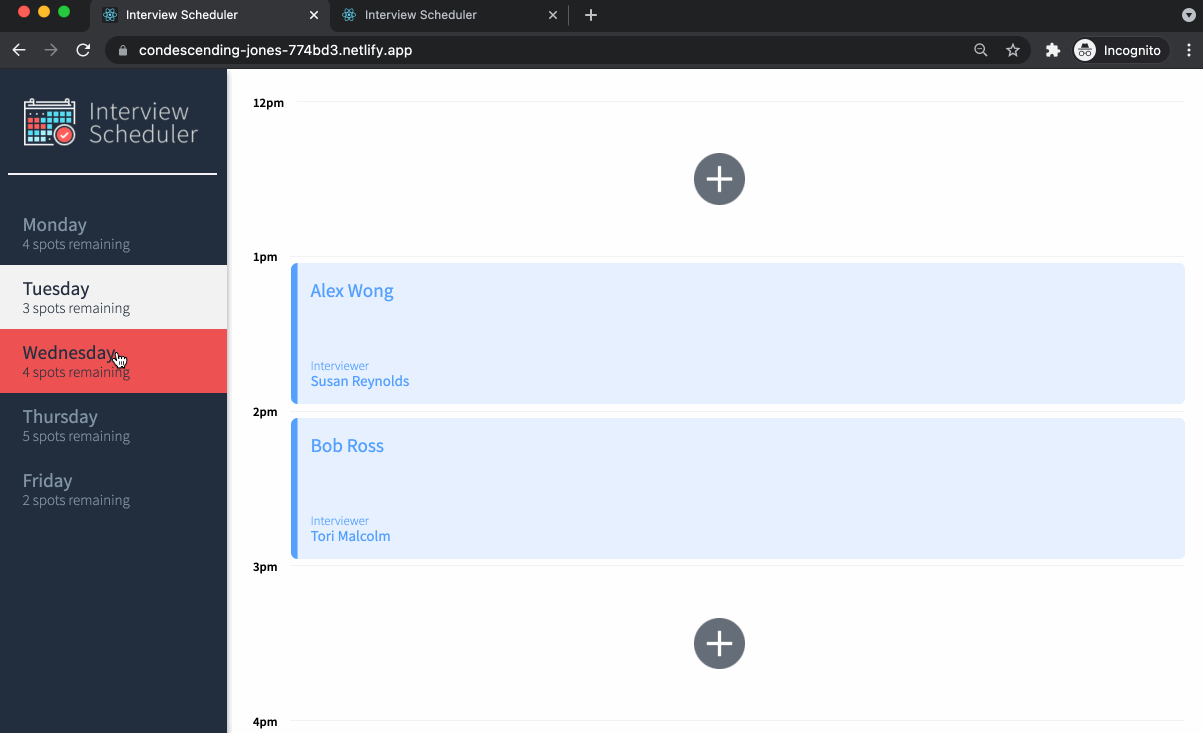 Interview Scheduler
Interview Scheduler
condescending-jones-774bd3.netlify.app
Incognito
Interview
Scheduler
Monday
4 spots remaining
Tuesday
3 spots remaining
Wednesday
4 spots remaining
Thursday
5 spots remaining
Friday
2 spots remaining
12pm
1pm
Alex Wong
Interviewer
Susan Reynolds
2pm
Bob Ross
Interviewer
Tori Malcolm
3pm
4pm